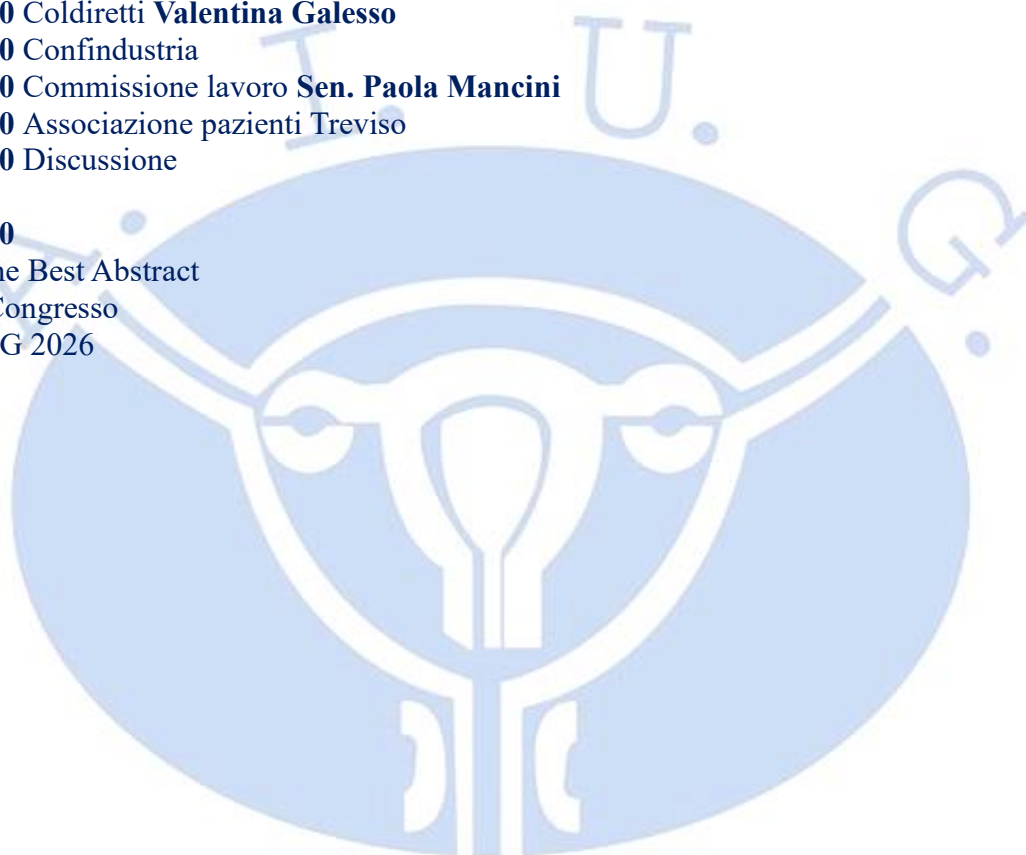 0 Coldiretti Valentina Galesso
0 Confindustria
0 Commissione lavoro Sen. Paola Mancini
0 Associazione pazienti Treviso
0 Discussione
0
ne Best Abstract
Congresso
G 2026
A. I. U. G.